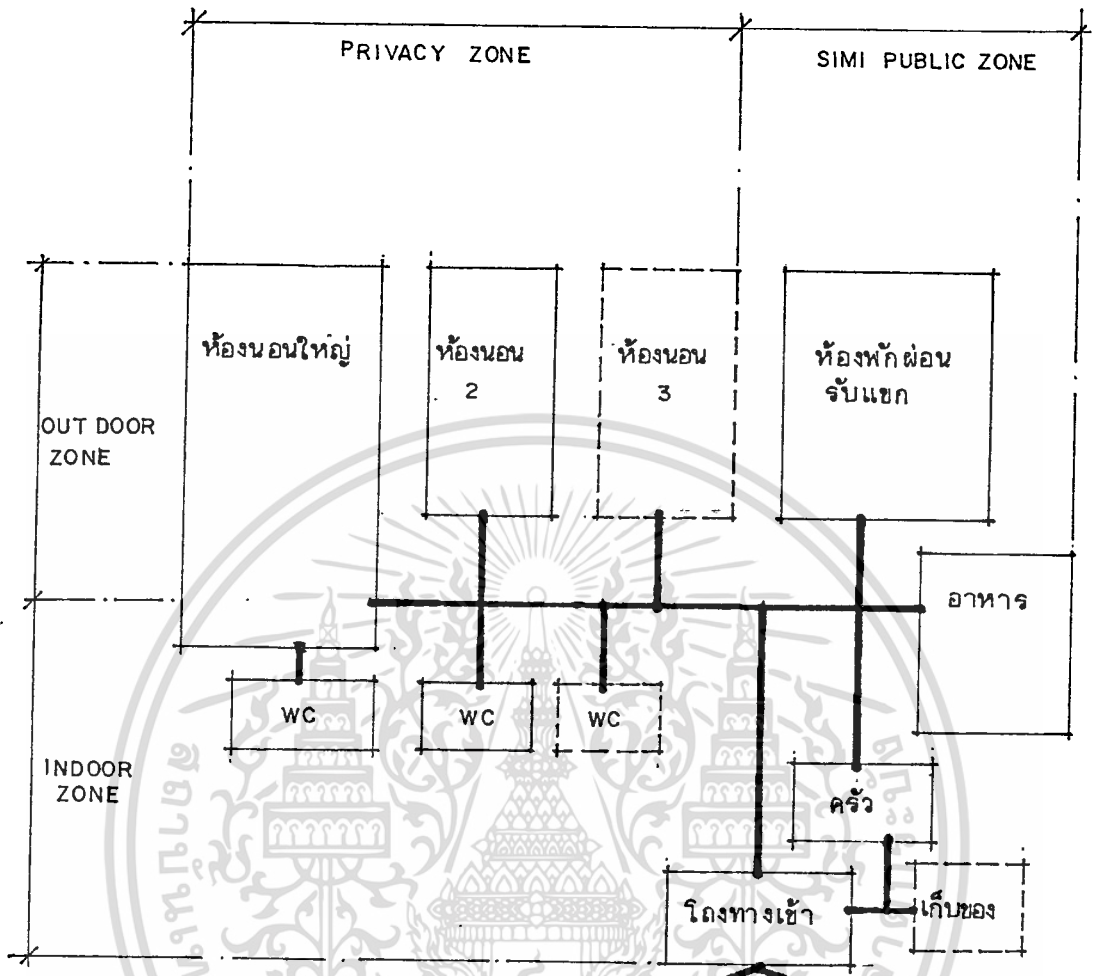 PRIVACY ZONE
SIMI PUBLIC ZONE
ห้องนอนใหญ่
ห้องนอน
2
ห้องนอน
3
ห้องพักผ่อน
รับแขก
OUT DOOR
ZONE
อาหาร
WC
WC
WC
INDOOR
ZONE
ครัว
โถงทางเข้า
เก็บของ